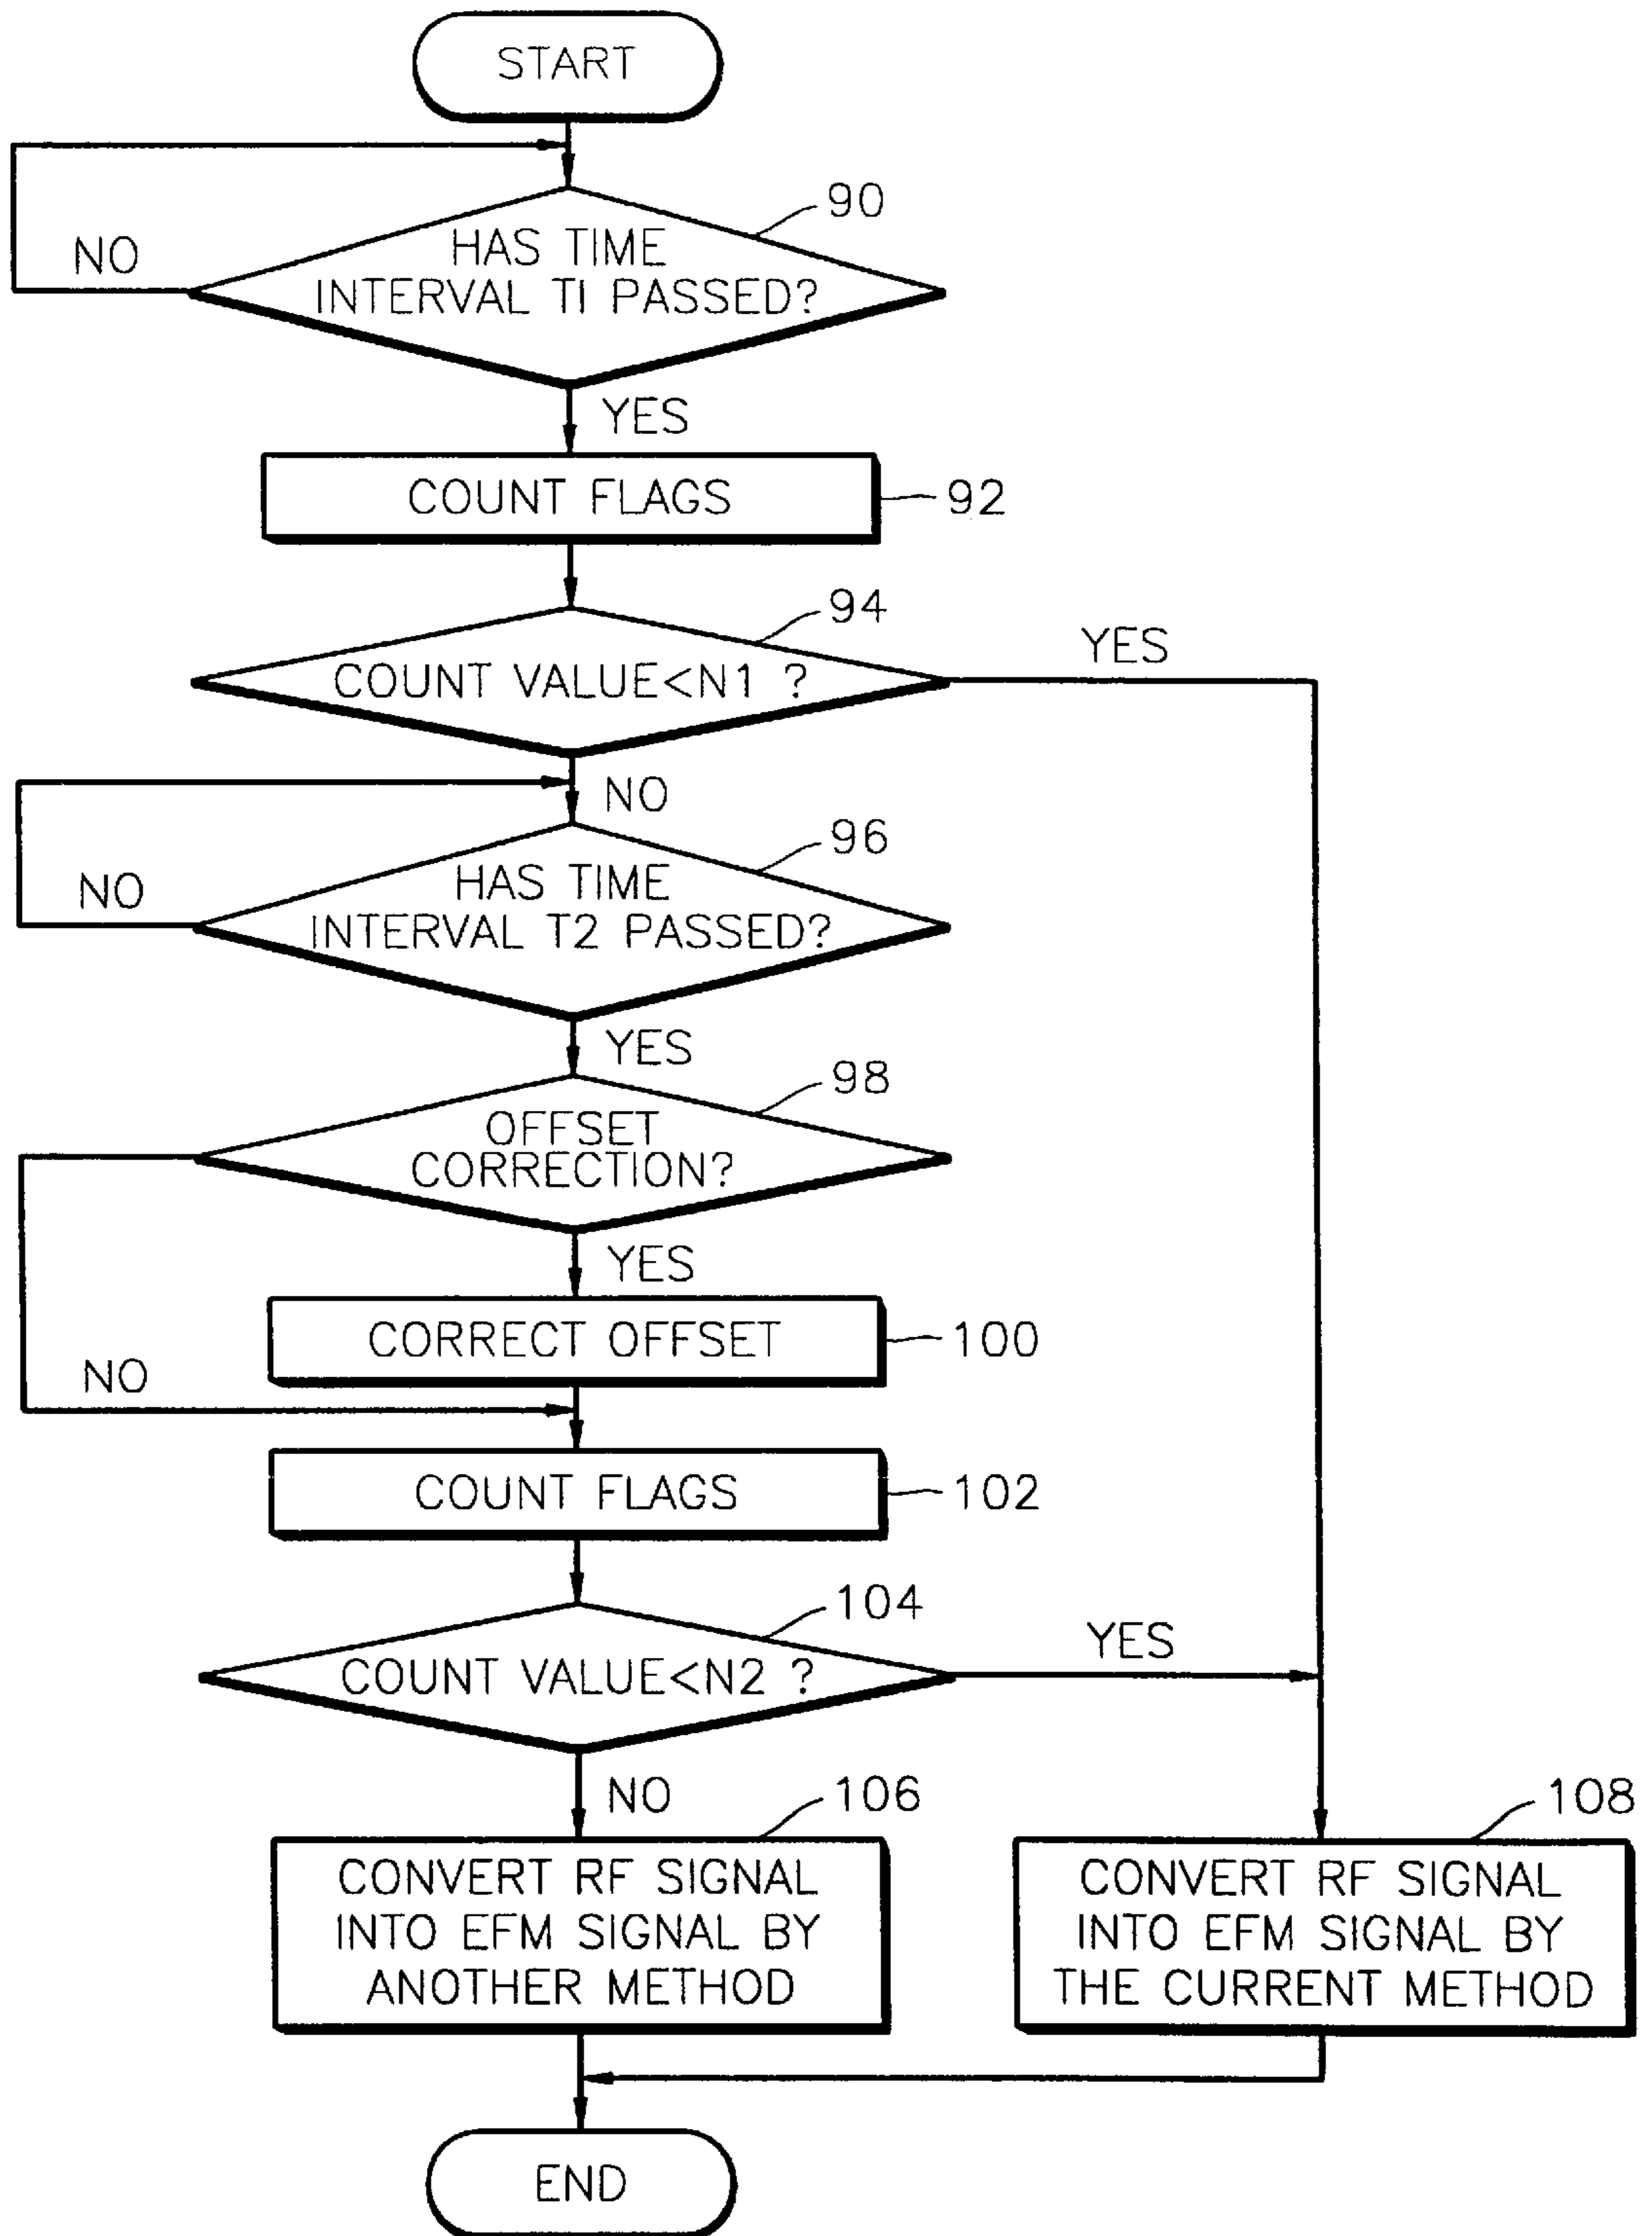 START
90
HAS TIME
INTERVAL T1 PASSED?
NO
YES
COUNT FLAGS
92
94
COUNT VALUE<N1 ?
YES
NO
96
HAS TIME
INTERVAL T2 PASSED?
NO
YES
98
OFFSET
CORRECTION?
YES
CORRECT OFFSET
100
NO
COUNT FLAGS
102
104
COUNT VALUE<N2 ?
YES
NO
106
CONVERT RF SIGNAL
INTO EFM SIGNAL BY
ANOTHER METHOD
108
CONVERT RF SIGNAL
INTO EFM SIGNAL BY
THE CURRENT METHOD
END